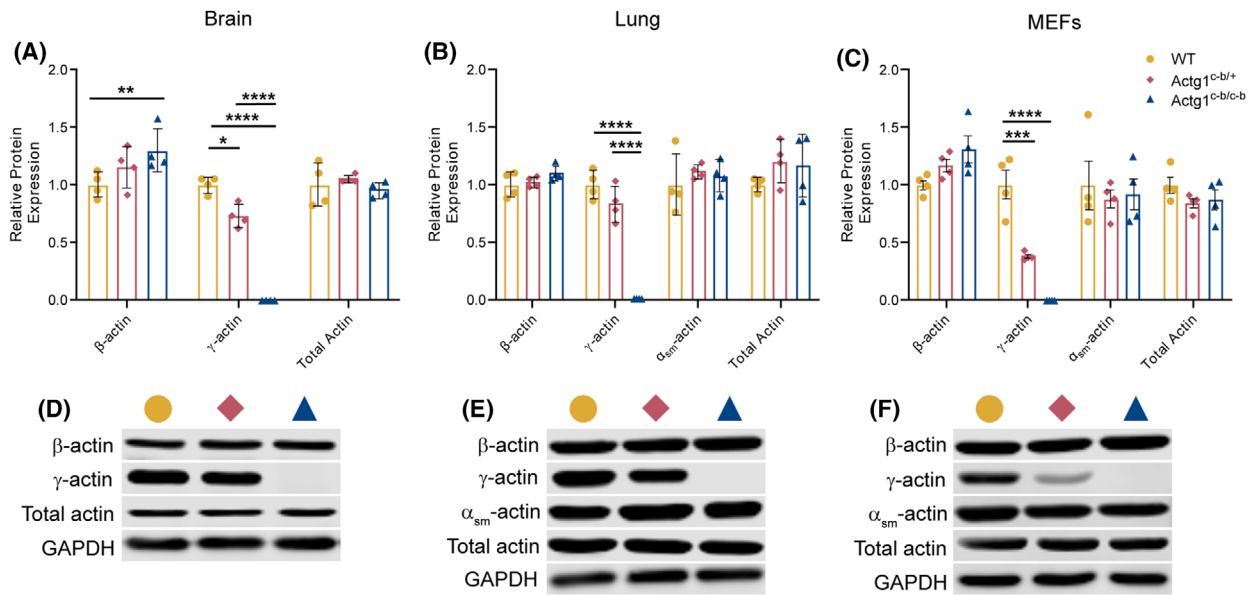 Brain
Lung
MEFs
(A)
(B)
(C)
WT
Actg1c-b/+
Actg1c-b/c-b
Relative Protein
Expression
2.0
1.5
1.0
0.5
0.0
**
****
****
*
β-actin
γ-actin
Total Actin
Relative Protein
Expression
2.0
1.5
1.0
0.5
0.0
****
****
β-actin
γ-actin
αsm-actin
Total Actin
Relative Protein
Expression
2.0
1.5
1.0
0.5
0.0
****
***
β-actin
γ-actin
αsm-actin
Total Actin
(D)
β-actin
γ-actin
Total actin
GAPDH
(E)
β-actin
γ-actin
αsm-actin
Total actin
GAPDH
(F)
β-actin
γ-actin
αsm-actin
Total actin
GAPDH